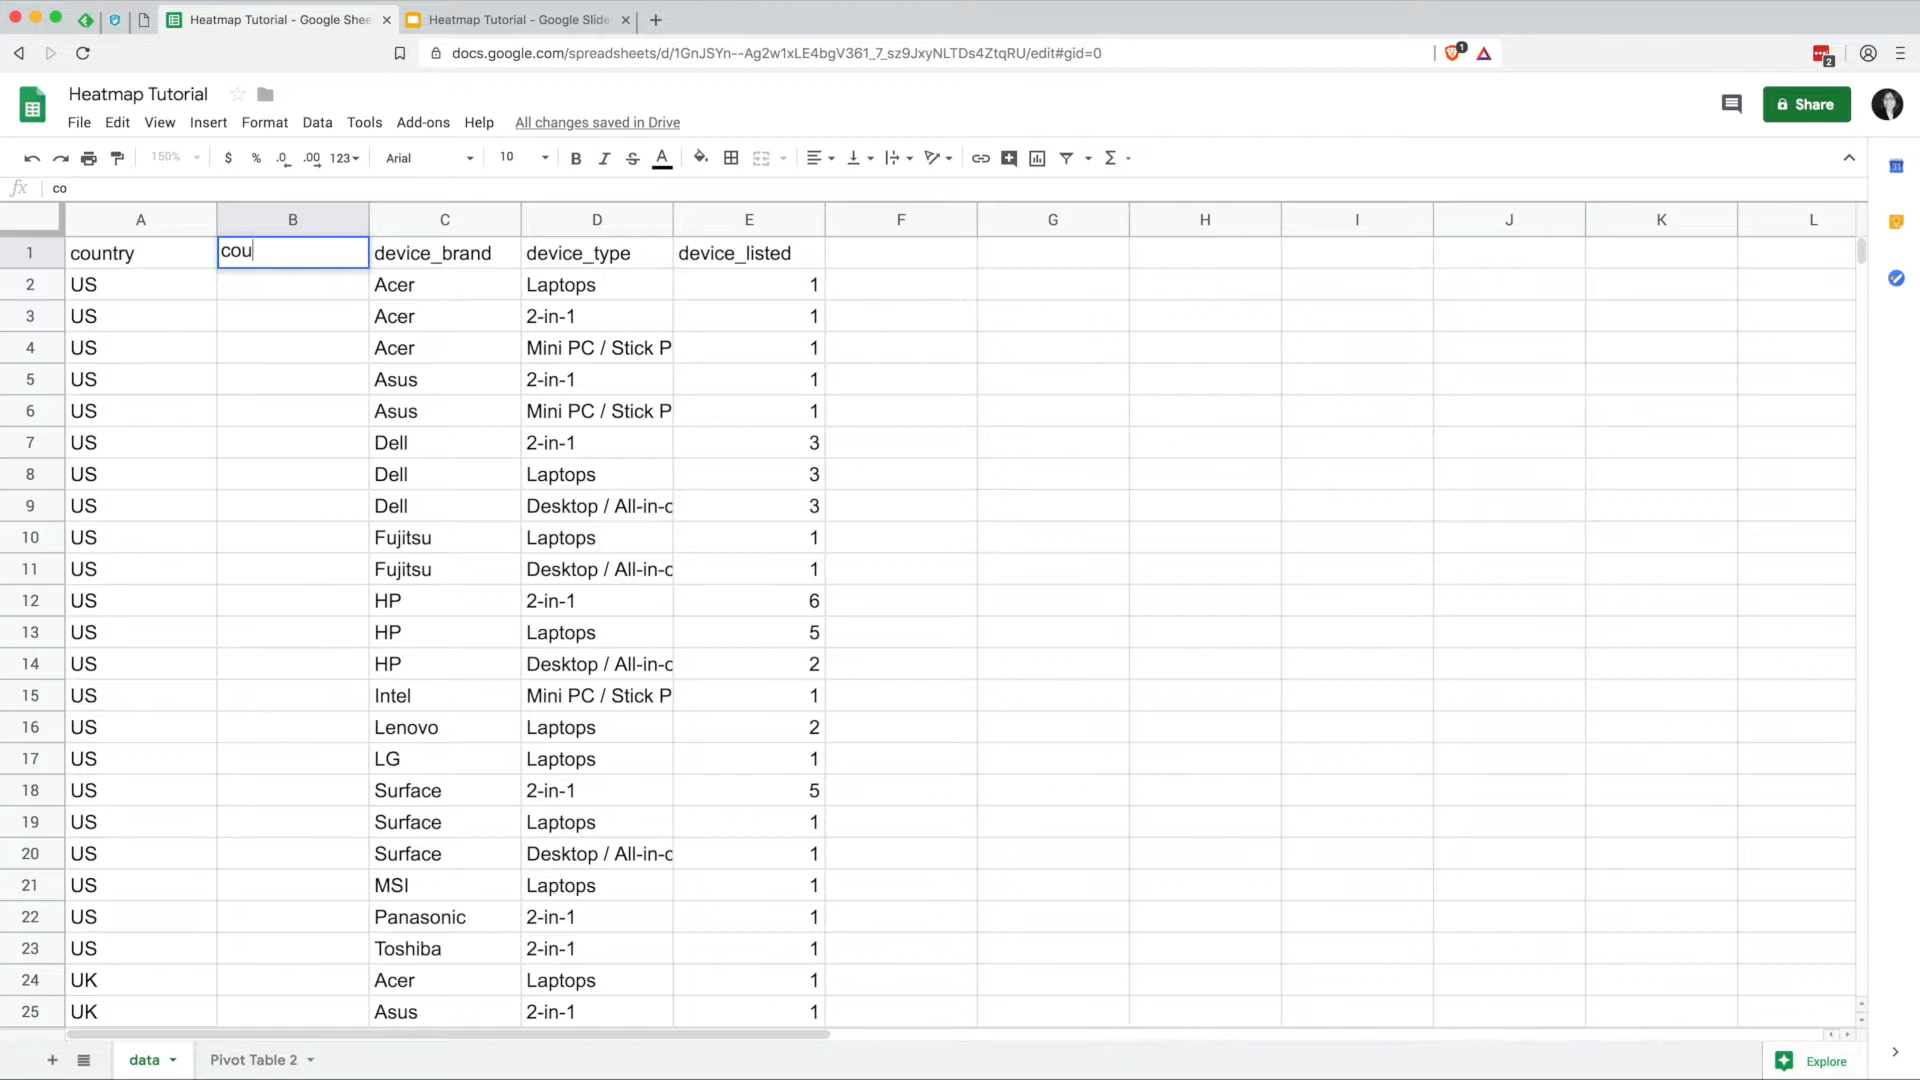 Heatmap Tutorial - Google Shee
Heatmap Tutorial - Google Slide
docs.google.com/spreadsheets/d/1GnJSYn--Ag2w1xLE4bgV361_7_sz9JxyNLTDs4ZtqRU/edit#gid=0
1
2
Heatmap Tutorial
Share
File Edit View Insert Format Data Tools Add-ons Help All changes saved in Drive
150% $ % .0 .00 123 Arial 10 B I S A Σ
31
fx co
A B C D E F G H I J K L
1 country cou device_brand device_type device_listed
2 US Acer Laptops 1
3 US Acer 2-in-1 1
4 US Acer Mini PC / Stick P 1
5 US Asus 2-in-1 1
6 US Asus Mini PC / Stick P 1
7 US Dell 2-in-1 3
8 US Dell Laptops 3
9 US Dell Desktop / All-in-o 3
10 US Fujitsu Laptops 1
11 US Fujitsu Desktop / All-in-o 1
12 US HP 2-in-1 6
13 US HP Laptops 5
14 US HP Desktop / All-in-o 2
15 US Intel Mini PC / Stick P 1
16 US Lenovo Laptops 2
17 US LG Laptops 1
18 US Surface 2-in-1 5
19 US Surface Laptops 1
20 US Surface Desktop / All-in-o 1
21 US MSI Laptops 1
22 US Panasonic 2-in-1 1
23 US Toshiba 2-in-1 1
24 UK Acer Laptops 1
25 UK Asus 2-in-1 1
data Pivot Table 2 Explore